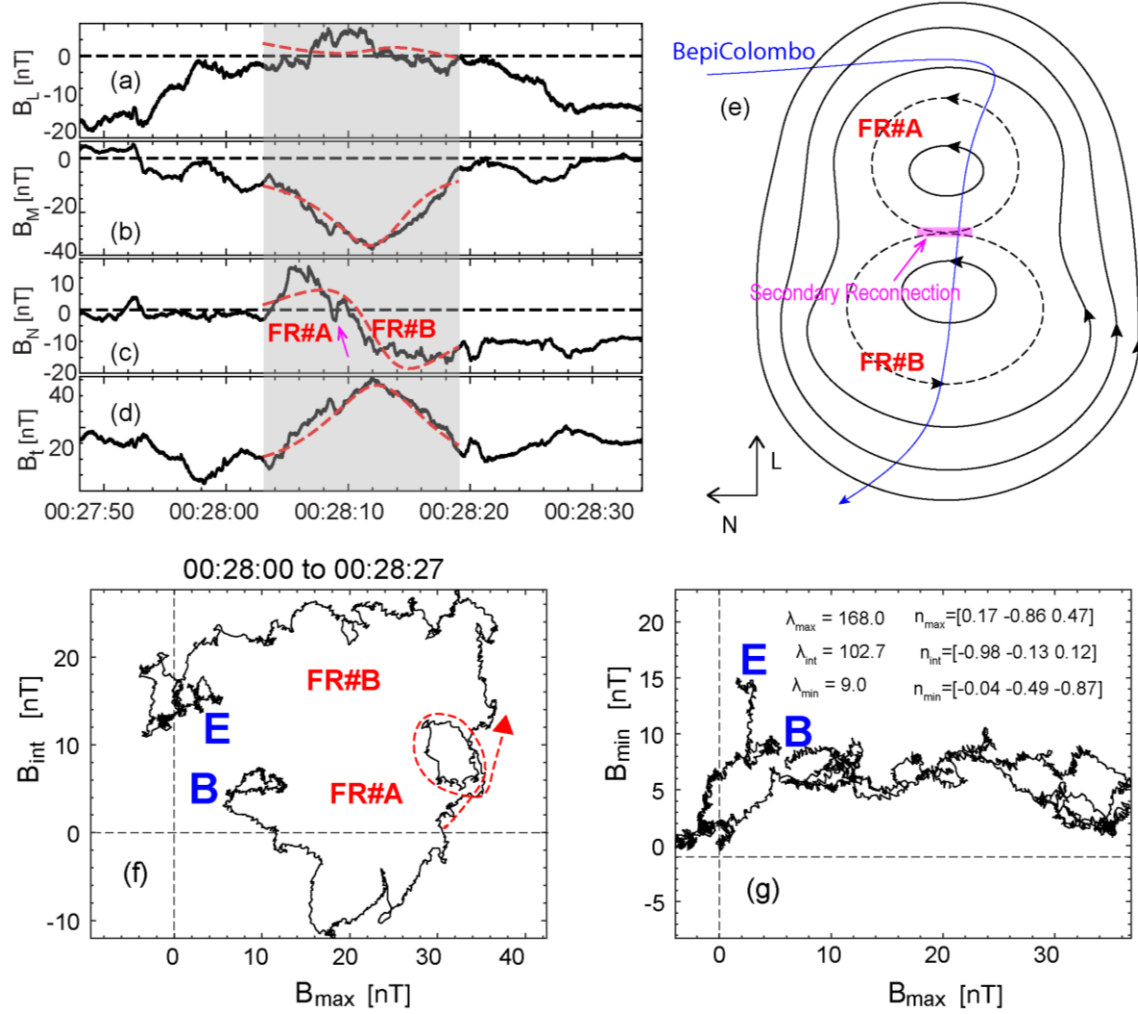 0
-10
-20
B_L [nT]
(a)
0
-20
-40
B_M [nT]
(b)
10
0
-10
-20
B_N [nT]
FR#A
FR#B
(c)
40
20
B_t [nT]
(d)
00:27:50
00:28:00
00:28:10
00:28:20
00:28:30
BepiColombo
(e)
FR#A
Secondary Reconnection
FR#B
L
N
00:28:00 to 00:28:27
20
10
0
-10
B_int [nT]
FR#B
E
B
FR#A
(f)
0
10
20
30
40
B_max [nT]
20
15
10
5
0
-5
B_min [nT]
λ_max = 168.0 n_max=[0.17 -0.86 0.47]
λ_int = 102.7 n_int=[-0.98 -0.13 0.12]
λ_min = 9.0 n_min=[-0.04 -0.49 -0.87]
E
B
(g)
0
10
20
30
B_max [nT]